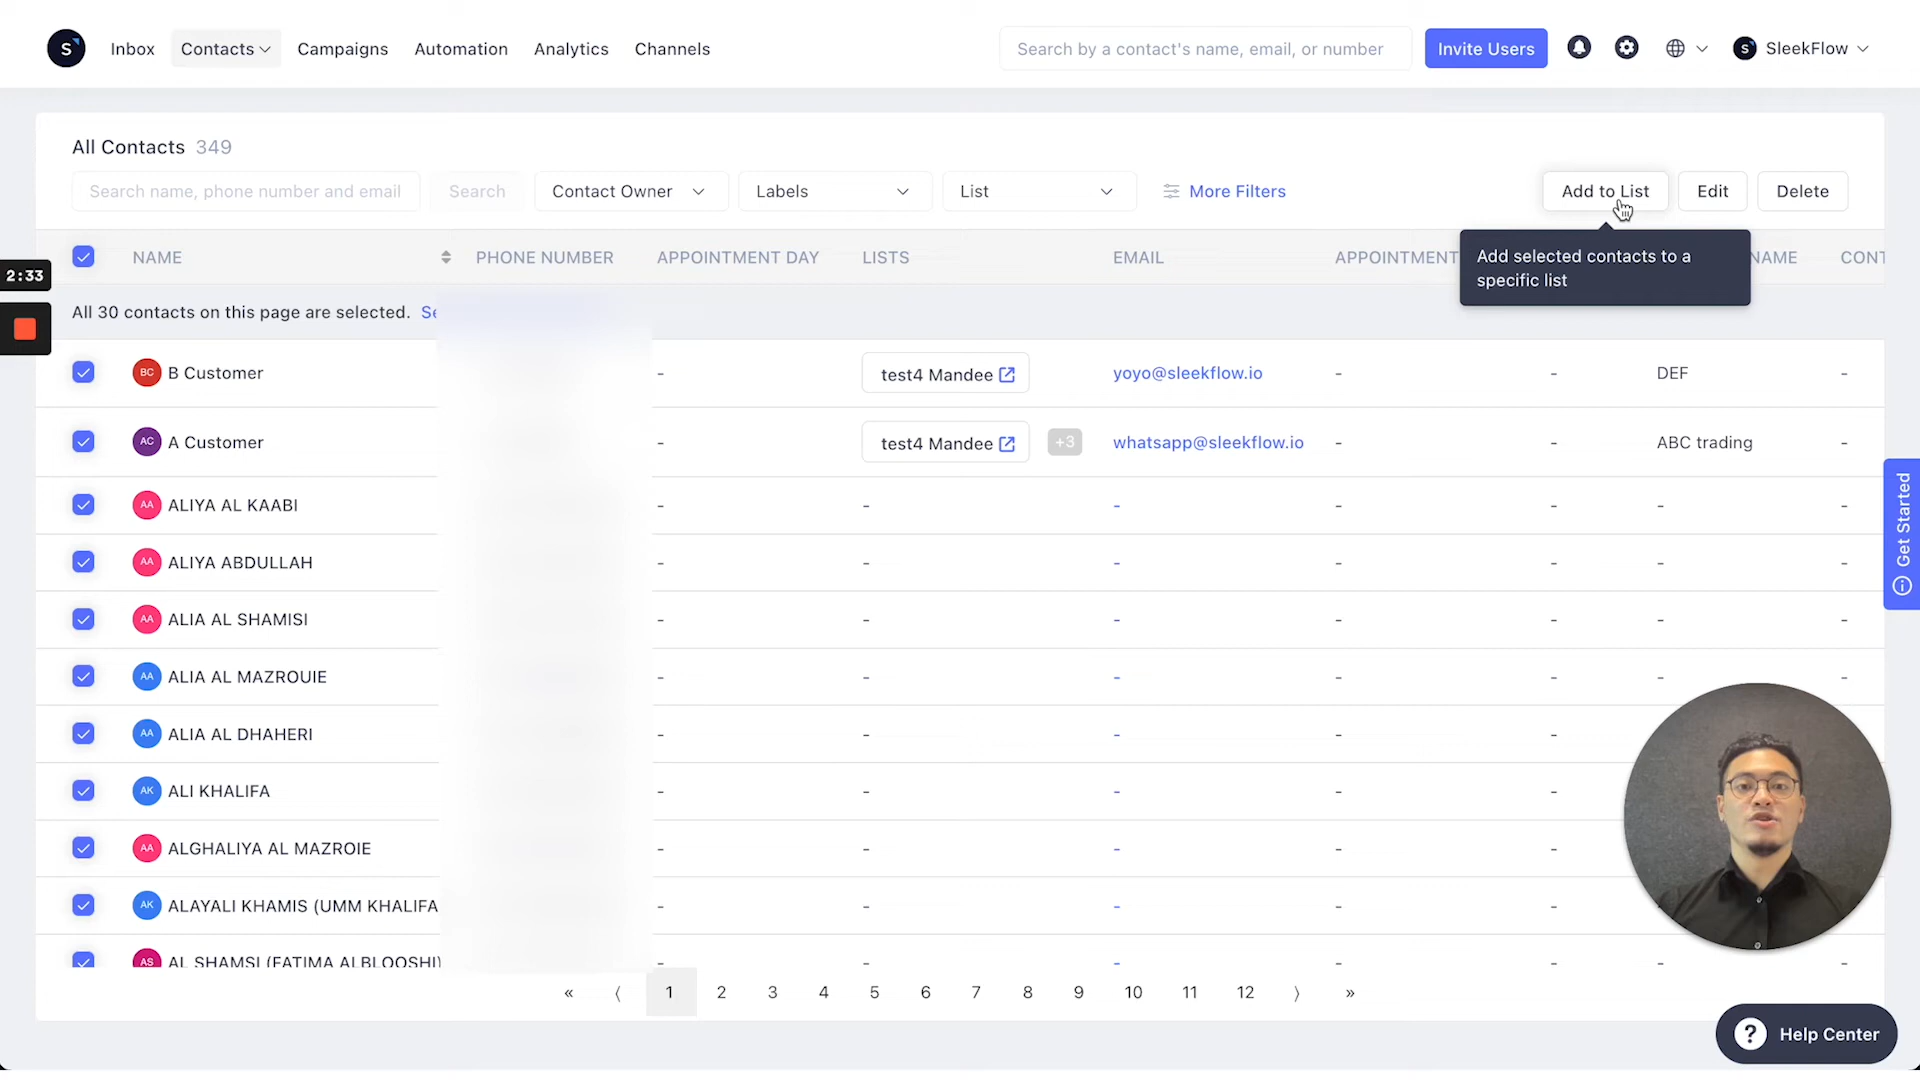 S Inbox Contacts Campaigns Automation Analytics Channels Search by a contact's name, email, or number Invite Users S SleekFlow
All Contacts 349
Search name, phone number and email Search Contact Owner Labels List More Filters Add to List Edit Delete
NAME PHONE NUMBER APPOINTMENT DAY LISTS EMAIL APPOINTMENT NAME CONT
Add selected contacts to a
specific list
2:33
All 30 contacts on this page are selected.
BC B Customer - test4 Mandee yoyo@sleekflow.io - - DEF -
AC A Customer - test4 Mandee +3 whatsapp@sleekflow.io - - ABC trading -
AA ALIYA AL KAABI - - - - - - -
AA ALIYA ABDULLAH - - - - - - -
AA ALIA AL SHAMISI - - - - - - -
AA ALIA AL MAZROUIE - - - - - - -
AA ALIA AL DHAHERI - - - - -
AK ALI KHALIFA - - - - -
AA ALGHALIYA AL MAZROIE - - - - -
AK ALAYALI KHAMIS (UMM KHALIFA - - - - -
AS AL SHAMSI (FATIMA ALBLOOSHI) - - - - - - -
Get Started
« ⟨ 1 2 3 4 5 6 7 8 9 10 11 12 ⟩ »
? Help Center